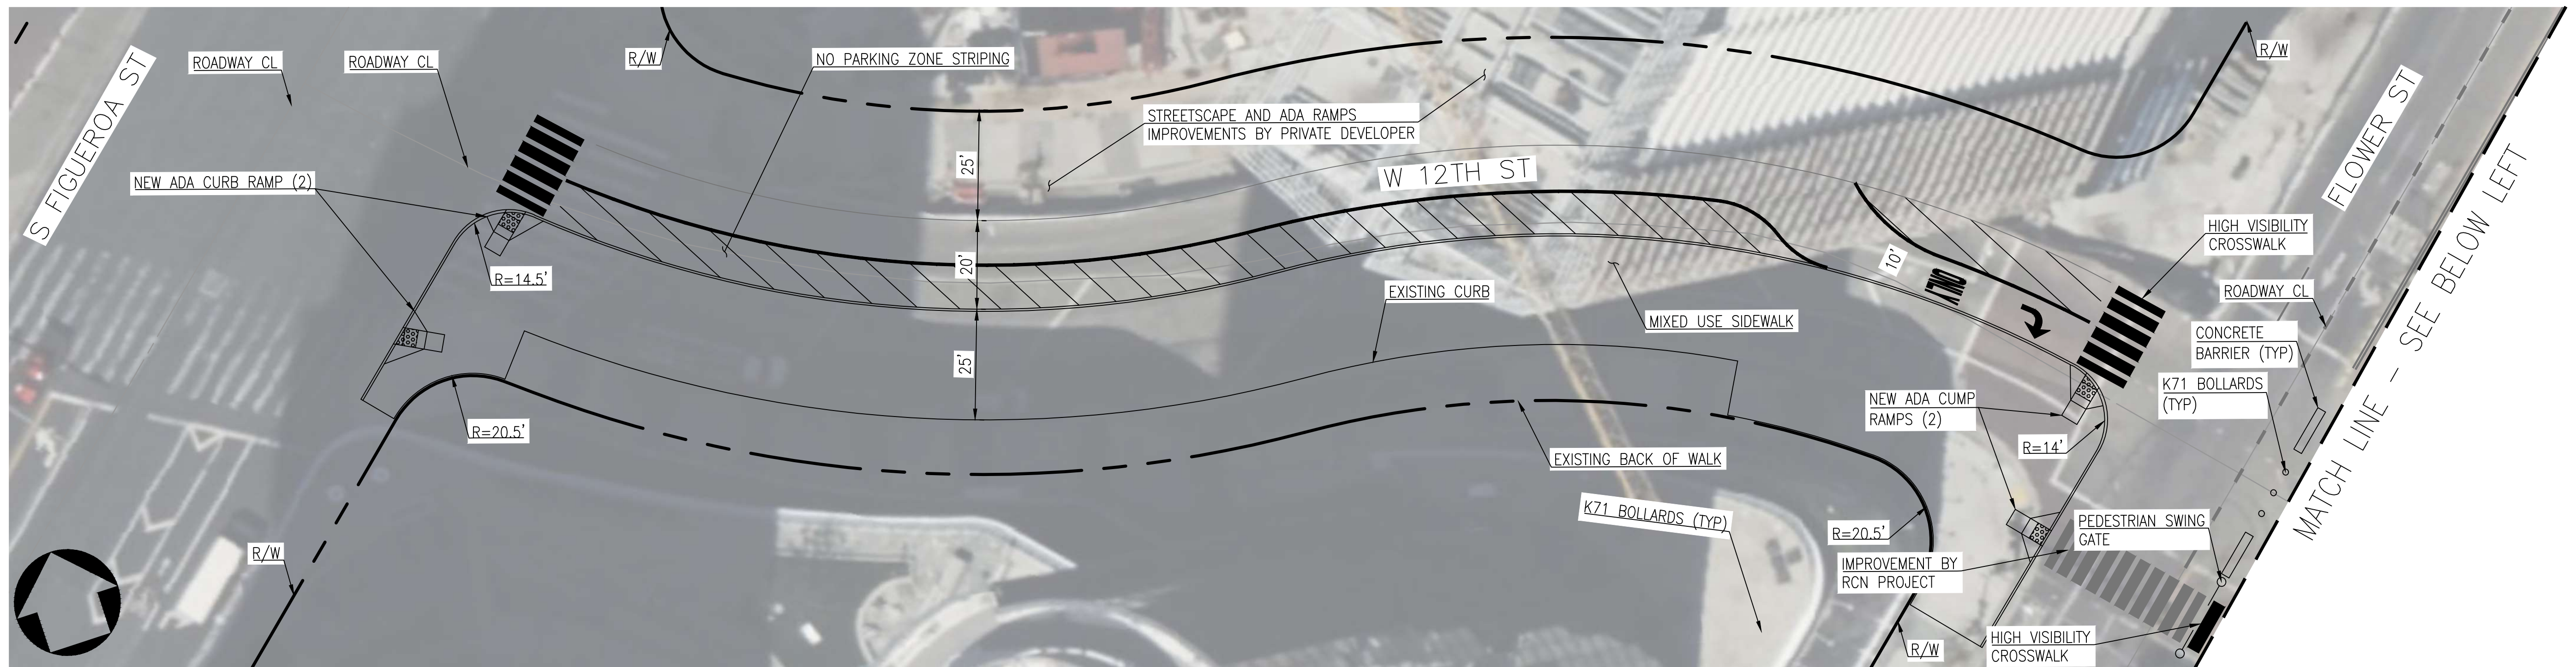 S FIGUEROA ST
ROADWAY CL
ROADWAY CL
R/W
NO PARKING ZONE STRIPING
STREETSCAPE AND ADA RAMPS
IMPROVEMENTS BY PRIVATE DEVELOPER
25'
W 12TH ST
R/W
FLOWER ST
NEW ADA CURB RAMP (2)
R=14.5'
20'
25'
10'
ONLY
HIGH VISIBILITY
CROSSWALK
EXISTING CURB
MIXED USE SIDEWALK
ROADWAY CL
CONCRETE
BARRIER (TYP)
K71 BOLLARDS
(TYP)
MATCH LINE - SEE BELOW LEFT
NEW ADA CUMP
RAMPS (2)
R=14'
R=20.5'
EXISTING BACK OF WALK
K71 BOLLARDS (TYP)
R=20.5'
PEDESTRIAN SWING
GATE
IMPROVEMENT BY
RCN PROJECT
R/W
R/W
HIGH VISIBILITY
CROSSWALK